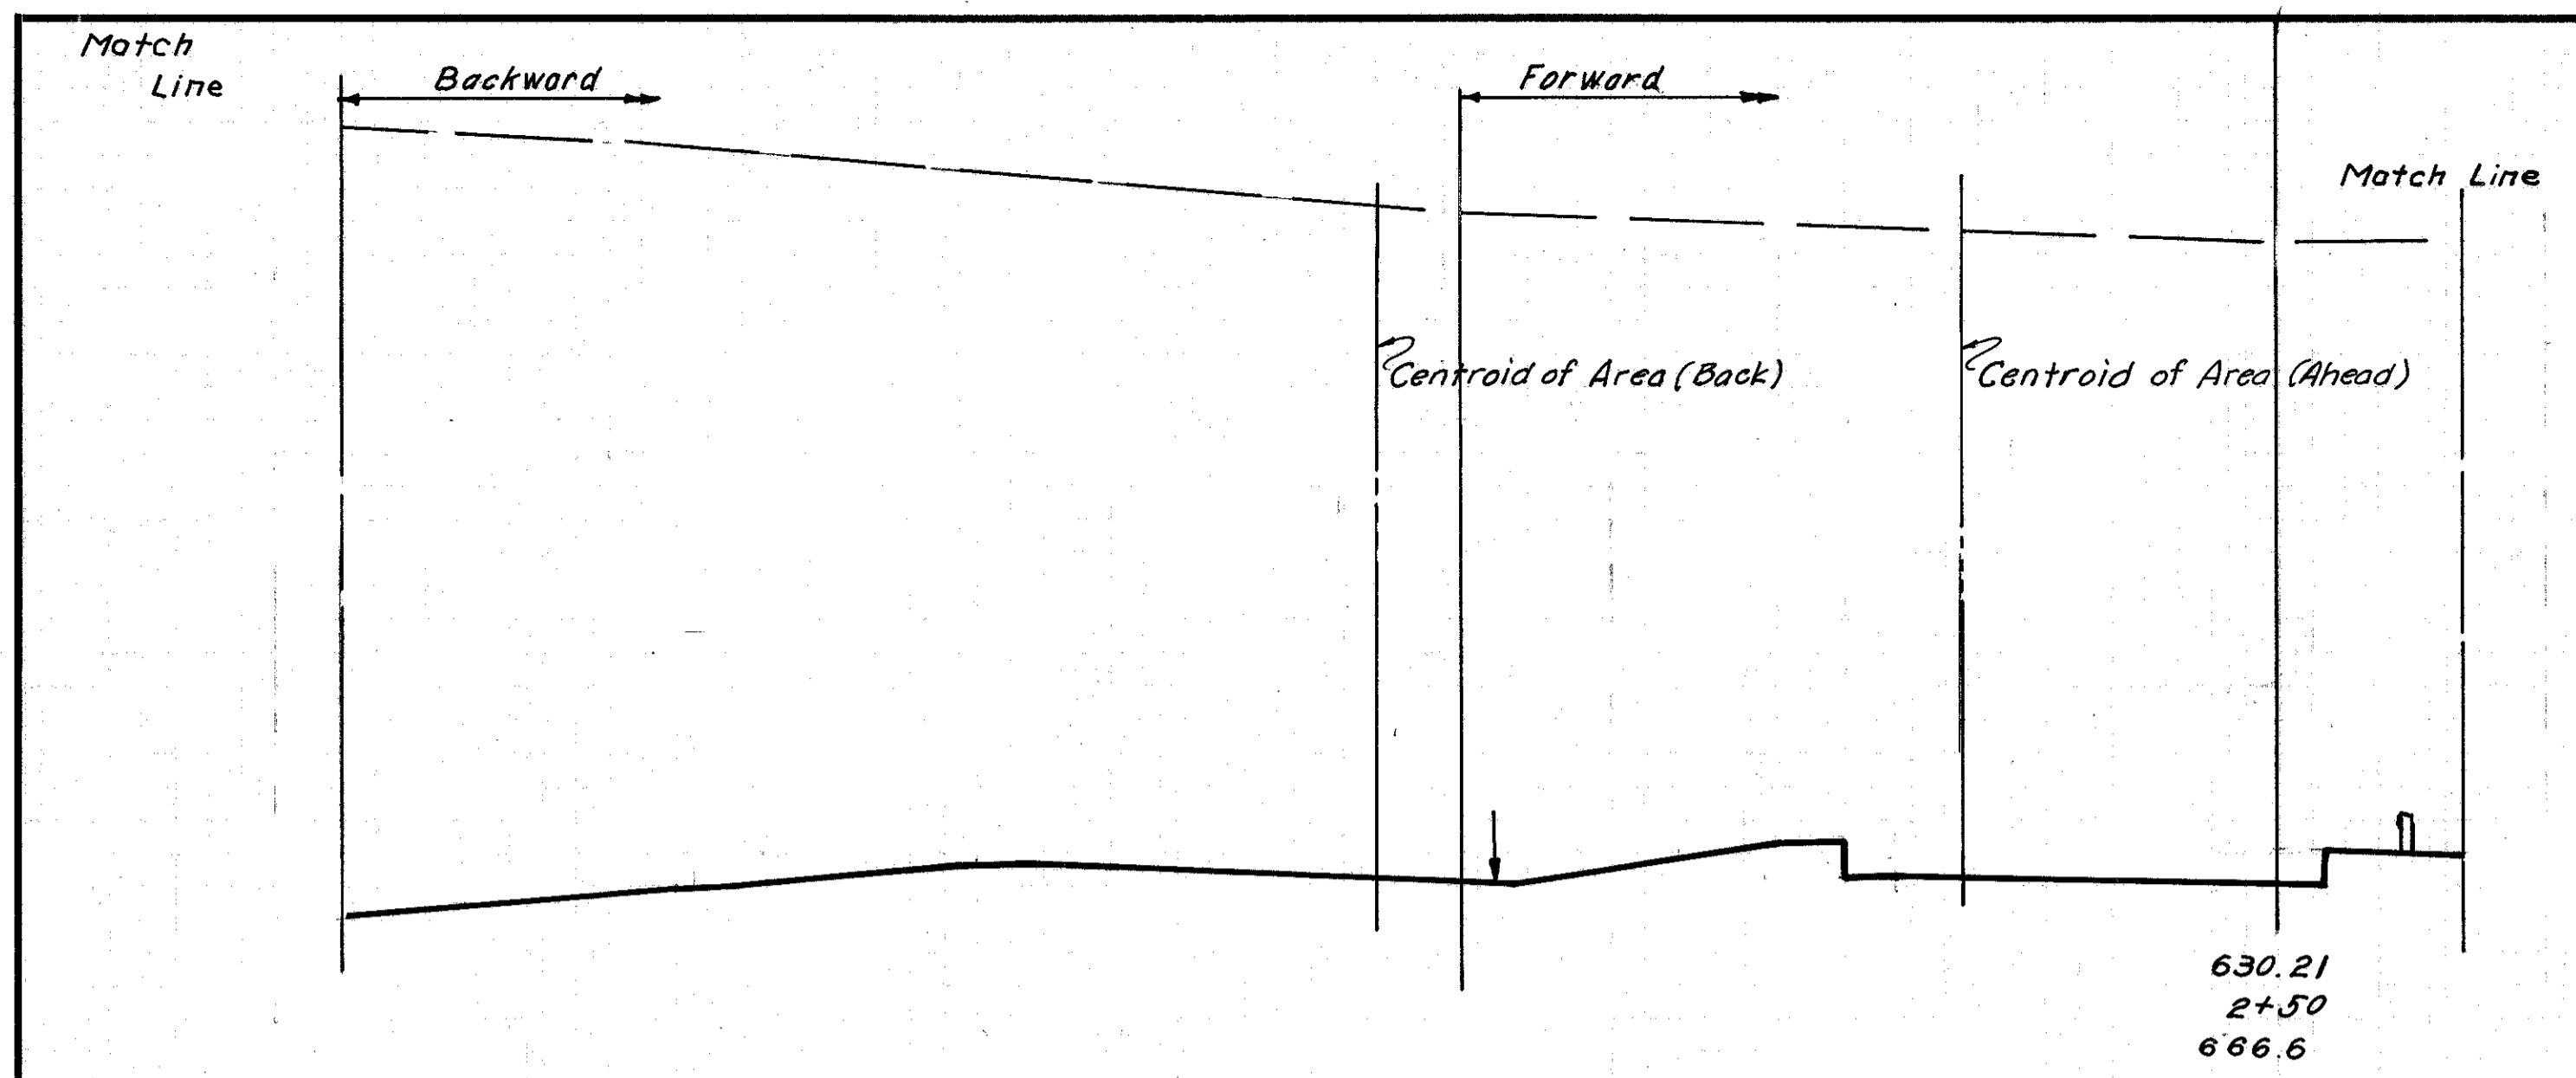 Match
Line
Backward
Forward
Match Line
Centroid of Area (Back)
Centroid of Area (Ahead)
630.21
2+50
666.6